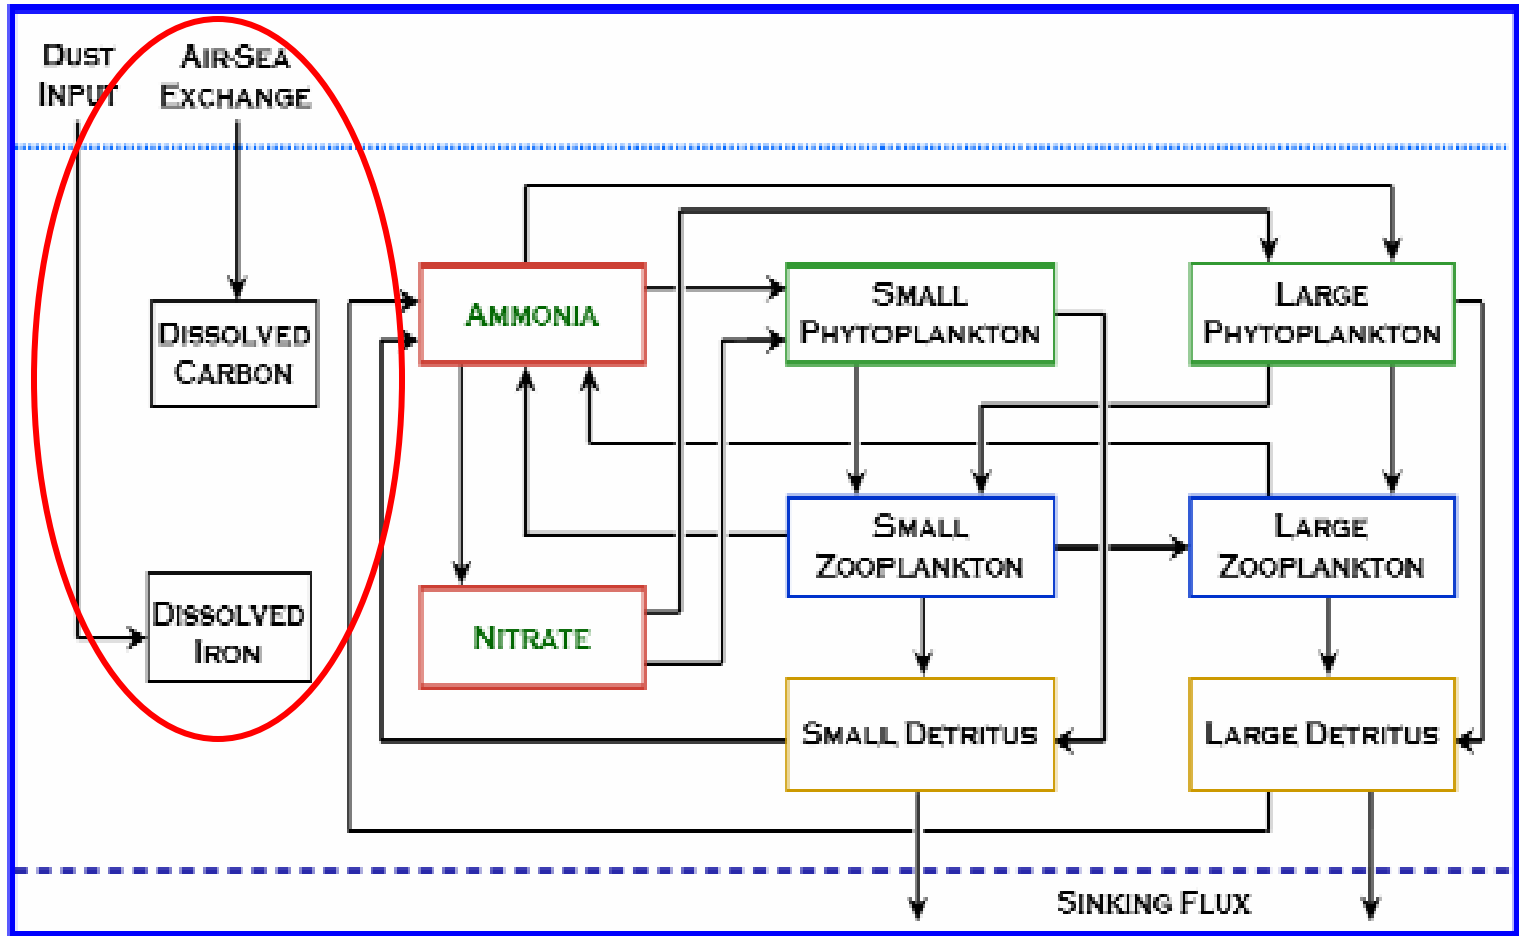 DUST
INPUT
AIR-SEA
EXCHANGE
DISSOLVED
CARBON
DISSOLVED
IRON
AMMONIA
NITRATE
SMALL
PHYTOPLANKTON
LARGE
PHYTOPLANKTON
SMALL
ZOOPLANKTON
LARGE
ZOOPLANKTON
SMALL DETRITUS
LARGE DETRITUS
SINKING FLUX